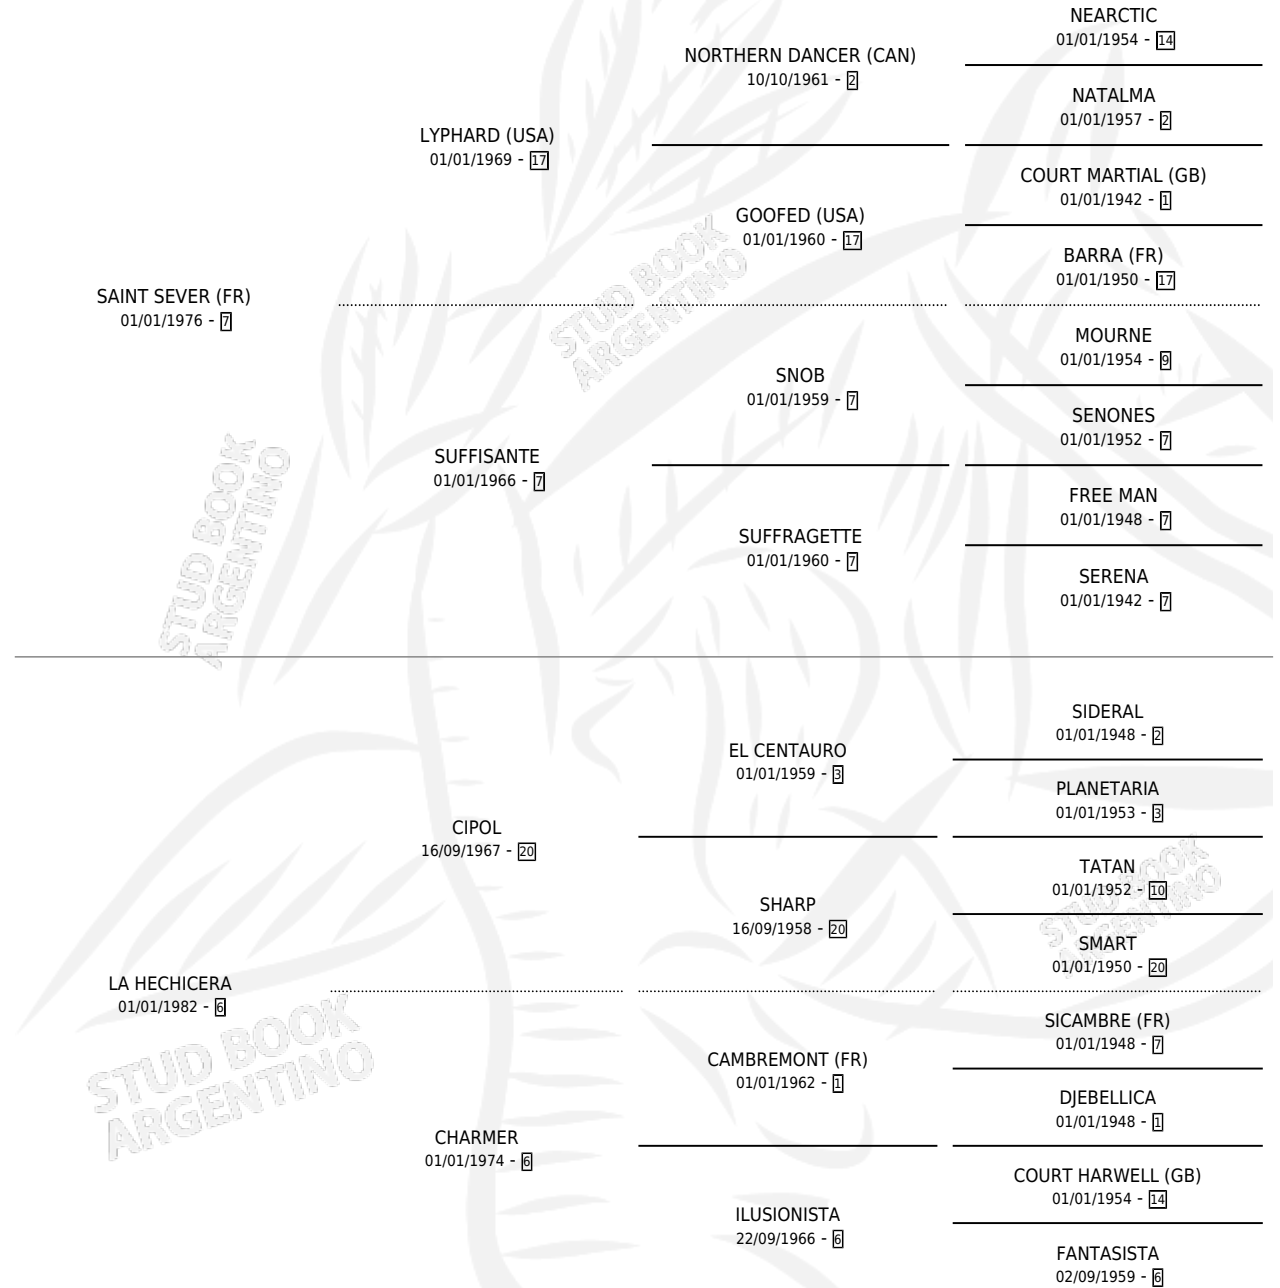 NEARCTIC
01/01/1954 - 14
NORTHERN DANCER (CAN)
10/10/1961 - 2
NATALMA
01/01/1957 - 2
LYPHARD (USA)
01/01/1969 - 17
COURT MARTIAL (GB)
01/01/1942 - 1
GOOFED (USA)
01/01/1960 - 17
BARRA (FR)
01/01/1950 - 17
SAINT SEVER (FR)
01/01/1976 - 7
MOURNE
01/01/1954 - 9
SNOB
01/01/1959 - 7
SENONES
01/01/1952 - 7
SUFFISANTE
01/01/1966 - 7
FREE MAN
01/01/1948 - 7
SUFFRAGETTE
01/01/1960 - 7
SERENA
01/01/1942 - 7
STUD BOOK
ARGENTINO
STUD BOOK
ARGENTINO
SIDERAL
01/01/1948 - 2
EL CENTAURO
01/01/1959 - 3
PLANETARIA
01/01/1953 - 3
CIPOL
16/09/1967 - 20
TATAN
01/01/1952 - 10
SHARP
16/09/1958 - 20
SMART
01/01/1950 - 20
LA HECHICERA
01/01/1982 - 6
SICAMBRE (FR)
01/01/1948 - 7
CAMBREMONT (FR)
01/01/1962 - 1
DJEBELLICA
01/01/1948 - 1
CHARMER
01/01/1974 - 6
COURT HARWELL (GB)
01/01/1954 - 14
ILUSIONISTA
22/09/1966 - 6
FANTASISTA
02/09/1959 - 6
STUD BOOK
ARGENTINO
STUD BOOK
ARGENTINO